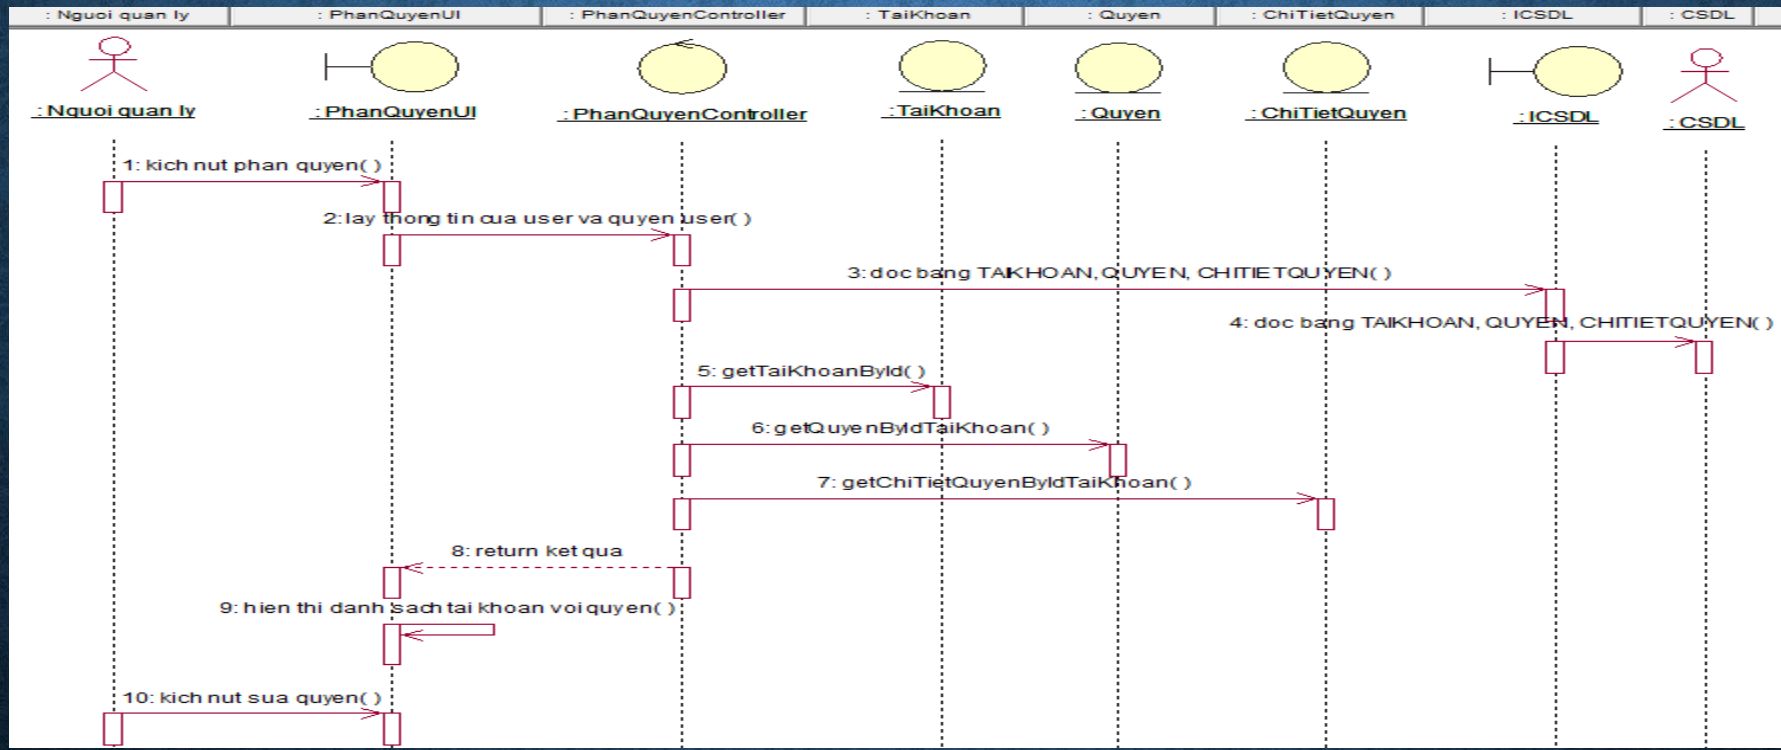 : Nguoi quan ly
: PhanQuyenUI
: PhanQuyenController
: TaiKhoan
: Quyen
: ChiTietQuyen
: ICSDL
: CSDL
: Nguoi quan ly
: PhanQuyenUI
: PhanQuyenController
: TaiKhoan
: Quyen
: ChiTietQuyen
: ICSDL
: CSDL
1: kich nut phan quyen( )
2: lay thong tin cua user va quyen user( )
3: doc bang TAIKHOAN, QUYEN, CHITIETQUYEN( )
4: doc bang TAIKHOAN, QUYEN, CHITIETQUYEN( )
5: getTaiKhoanById( )
6: getQuyenByIdTaiKhoan( )
7: getChiTietQuyenByIdTaiKhoan( )
8: return ket qua
9: hien thi danh sach tai khoan voi quyen( )
10: kich nut sua quyen( )